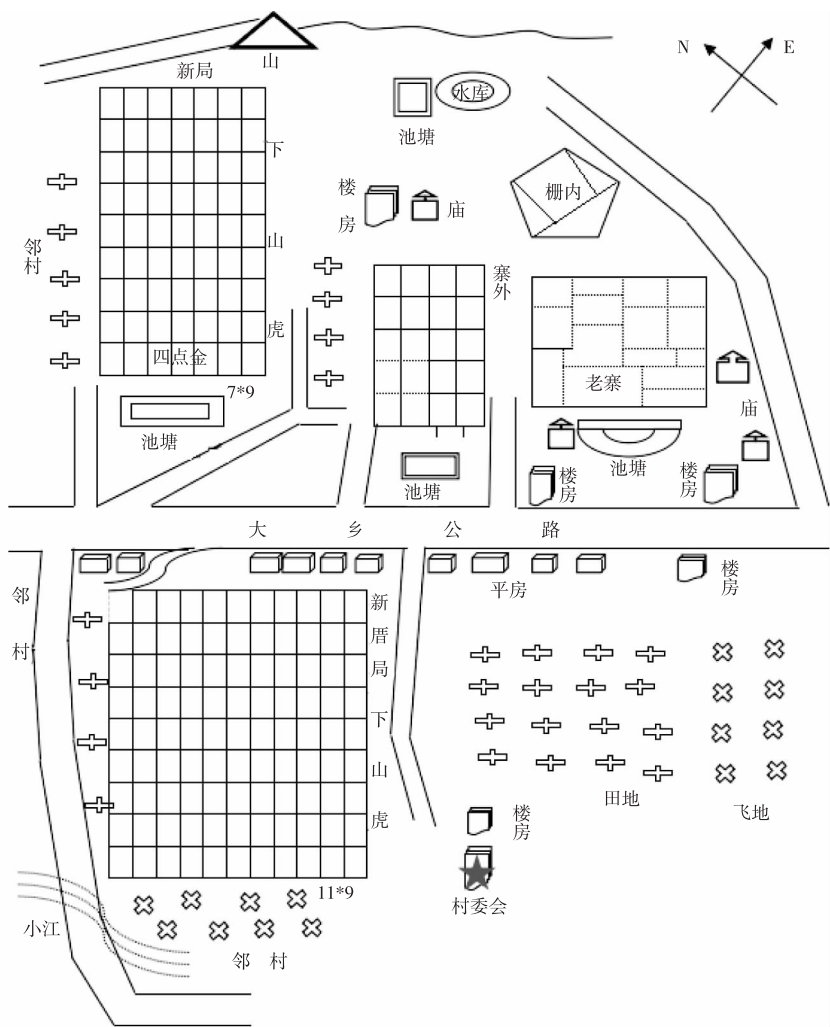 山
新局
N
E
水库
池塘
楼房
庙
栅内
下山虎
邻村
寨外
四点金
7*9
池塘
老寨
庙
池塘
池塘
楼房
楼房
大乡公路
邻村
平房
楼房
新厝局下山虎
田地
飞地
楼房
11*9
村委会
小江
邻村